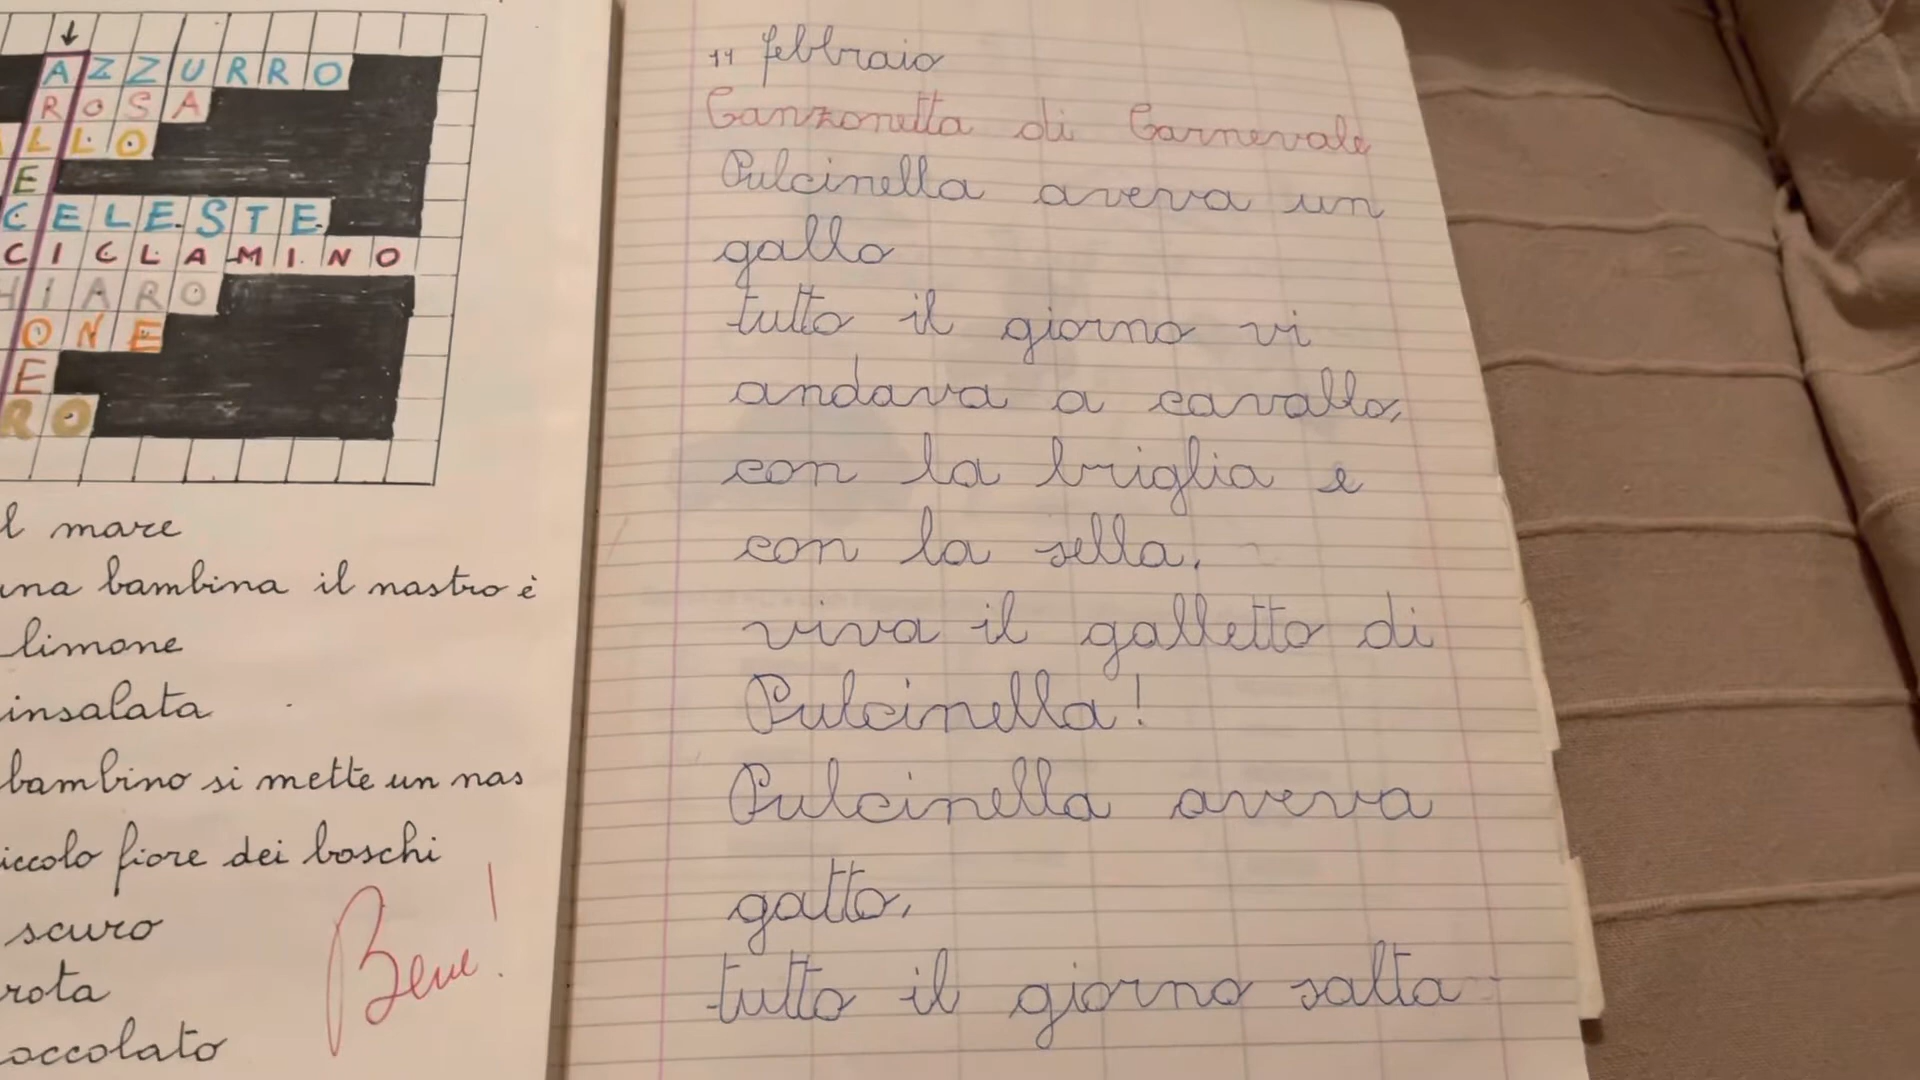 AZZURRO
ROSA
LLO
E
CELESTE
CICLAMINO
HIARO
ONE
E
RO
l mare
una bambina il nastro è
limone
insalata
bambino si mette un nas
iccolo fiore dei boschi
scuro
rota
occolato
Bene!
11 febbraio
Canzonetta di Carnevale
Pulcinella aveva un
gallo
tutto il giorno vi
andava a cavallo,
con la briglia e
con la sella,
viva il galletto di
Pulcinella!
Pulcinella aveva
gatto,
tutto il giorno salta